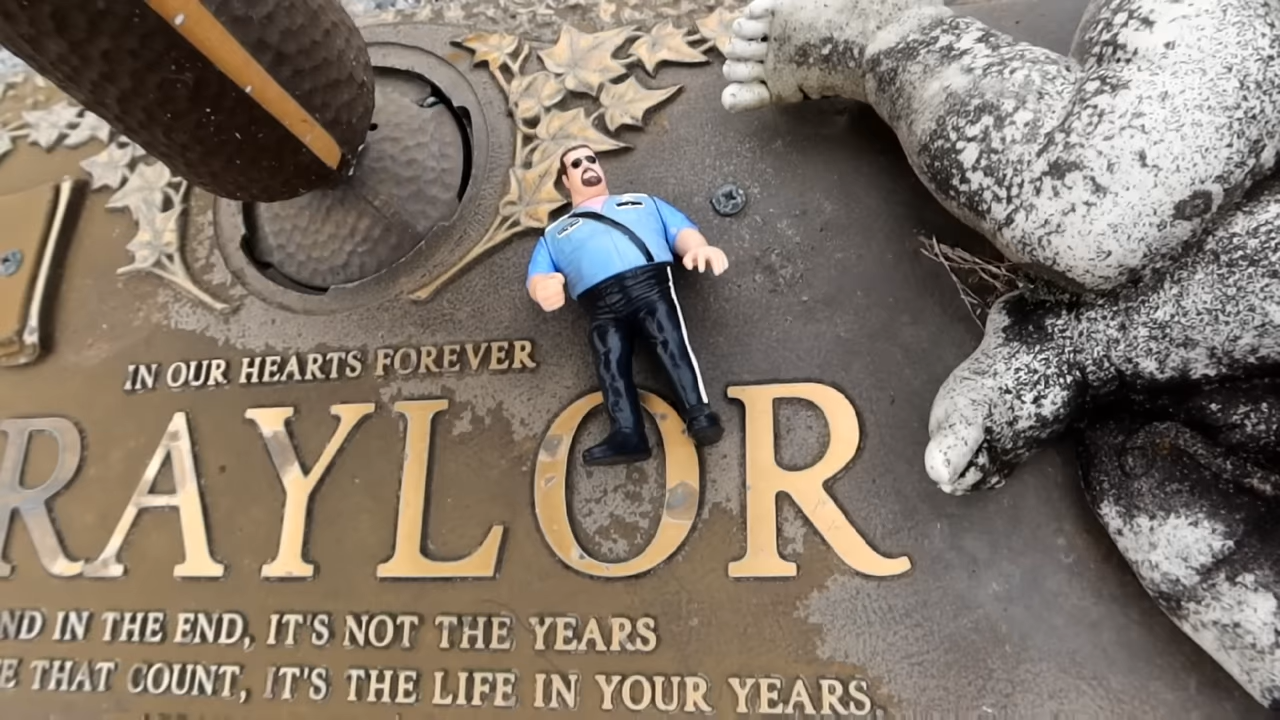 IN OUR HEARTS FOREVER
RAYLOR
ND IN THE END, IT'S NOT THE YEARS
E THAT COUNT, IT'S THE LIFE IN YOUR YEARS.